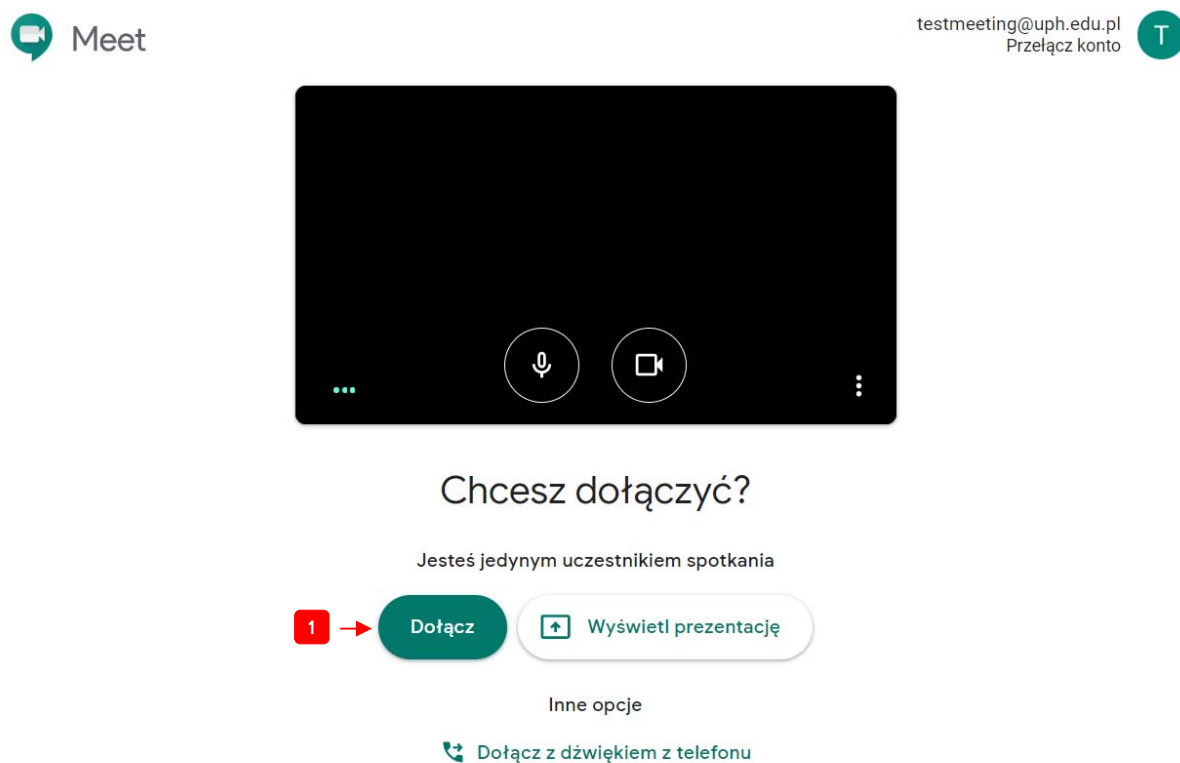 Meet
testmeeting@uph.edu.pl
Przełącz konto
T
Chcesz dołączyć?
Jesteś jedynym uczestnikiem spotkania
1
Dołącz
Wyświetl prezentację
Inne opcje
Dołącz z dźwiękiem z telefonu